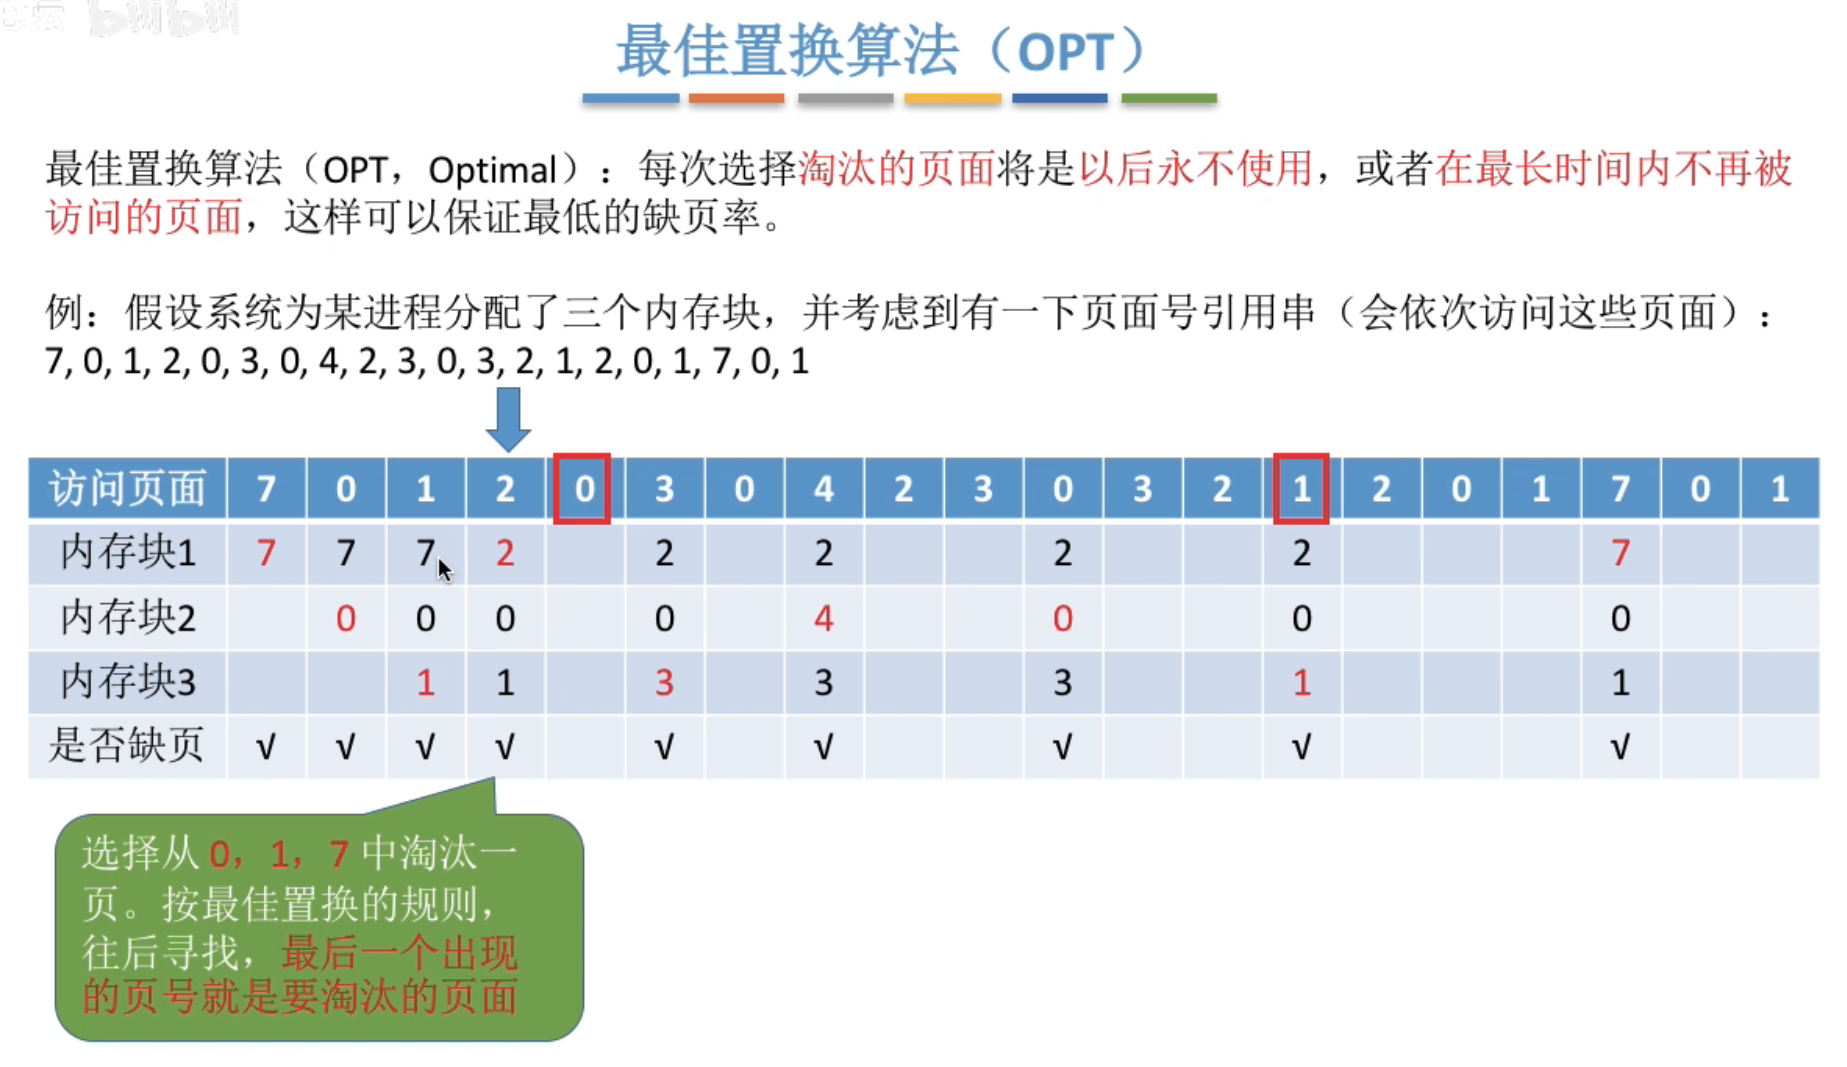 bilibili
最佳置换算法（OPT）
最佳置换算法（OPT，Optimal）：每次选择淘汰的页面将是以后永不使用，或者在最长时间内不再被
访问的页面，这样可以保证最低的缺页率。
例：假设系统为某进程分配了三个内存块，并考虑到有一下页面号引用串（会依次访问这些页面）：
7, 0, 1, 2, 0, 3, 0, 4, 2, 3, 0, 3, 2, 1, 2, 0, 1, 7, 0, 1
访问页面 7 0 1 2 0 3 0 4 2 3 0 3 2 1 2 0 1 7 0 1
内存块1 7 7 7 2 2 2 2 2 7
内存块2 0 0 0 0 4 0 0 0
内存块3 1 1 3 3 3 1 1
是否缺页 √ √ √ √ √ √ √ √ √
选择从 0，1，7 中淘汰一
页。按最佳置换的规则，
往后寻找，最后一个出现
的页号就是要淘汰的页面